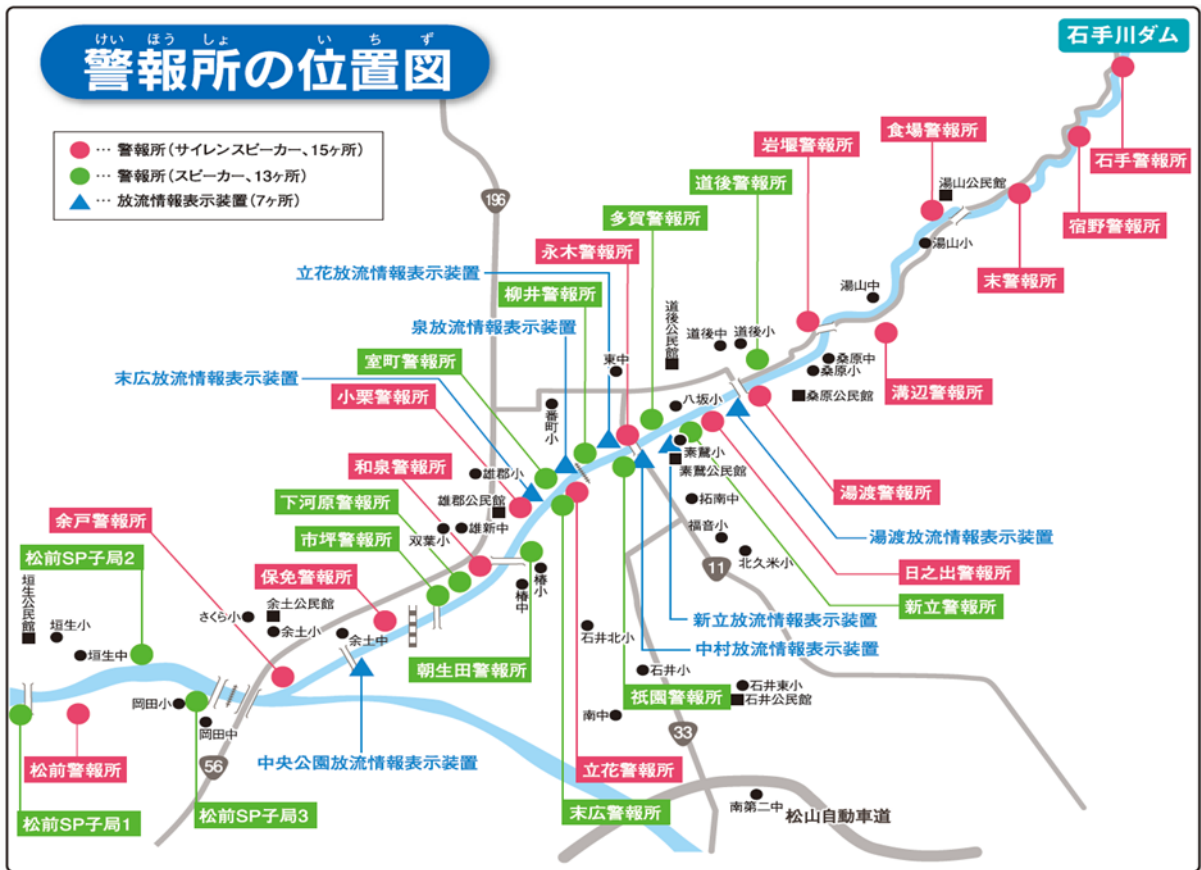 けいほうしょ いちず
警報所の位置図
石手川ダム
● … 警報所(サイレンスピーカー、15ヶ所)
● … 警報所(スピーカー、13ヶ所)
▲ … 放流情報表示装置(7ヶ所)
石手警報所
宿野警報所
末警報所
食場警報所
湯山公民館
湯山小
岩堰警報所
湯山中
溝辺警報所
道後警報所
多賀警報所
永木警報所
196
立花放流情報表示装置
柳井警報所
泉放流情報表示装置
室町警報所
末広放流情報表示装置
小栗警報所
和泉警報所
下河原警報所
市坪警報所
保免警報所
余戸警報所
松前SP子局2
道後公民館
道後中
道後小
東中
八坂小
桑原中
桑原小
桑原公民館
番町小
素鵞小
素鵞公民館
雄郡小
雄郡公民館
雄新中
双葉小
拓南中
福音小
北久米小
11
湯渡警報所
湯渡放流情報表示装置
日之出警報所
新立警報所
新立放流情報表示装置
中村放流情報表示装置
椿中
椿小
朝生田警報所
石井北小
石井小
石井東小
石井公民館
祇園警報所
南中
33
垣生公民館
垣生小
垣生中
さくら小
余土公民館
余土小
余土中
岡田小
岡田中
56
松前警報所
松前SP子局1
松前SP子局3
中央公園放流情報表示装置
立花警報所
末広警報所
南第二中
松山自動車道